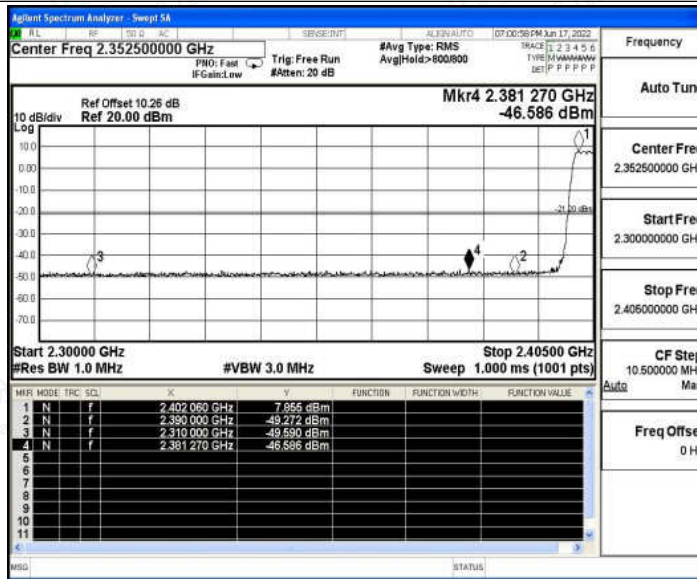 Agilent Spectrum Analyzer - Swept SA
RL RF 50 Ω AC SENSE:INT ALIGN AUTO 07:00:58 PM Jun 17, 2022
Center Freq 2.352500000 GHz
PNO: Fast
IFGain:Low
Trig: Free Run
#Atten: 20 dB
#Avg Type: RMS
Avg|Hold:>800/800
TRACE 1 2 3 4 5 6
TYPE M
DET P P P P P P
Frequency
Ref Offset 10.26 dB
10 dB/div Ref 20.00 dBm
Log
Mkr4 2.381 270 GHz
-46.586 dBm
10.0
0.00
-10.0
-20.0
-30.0
-40.0
-50.0
-60.0
-70.0
-21.20 dBm
1
3
4
2
Start 2.30000 GHz Stop 2.40500 GHz
#Res BW 1.0 MHz #VBW 3.0 MHz Sweep 1.000 ms (1001 pts)
MKR MODE TRC SCL X Y FUNCTION FUNCTION WIDTH FUNCTION VALUE
1 N f 2.402 060 GHz 7.855 dBm
2 N f 2.390 000 GHz -49.272 dBm
3 N f 2.310 000 GHz -49.590 dBm
4 N f 2.381 270 GHz -46.586 dBm
5
6
7
8
9
10
11
MSG STATUS
Auto Tun
Center Fre
2.352500000 GH
Start Fre
2.300000000 GH
Stop Fre
2.405000000 GH
CF Step
10.500000 MH
Auto Ma
Freq Offse
0 H